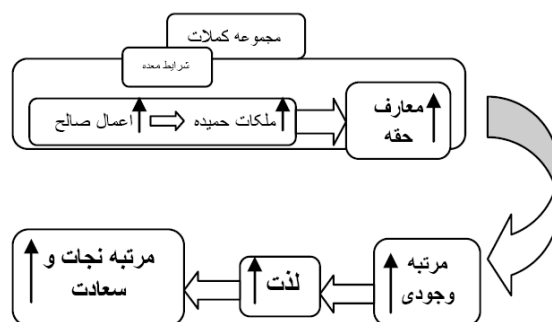 مجموعه کملات
شرایط معده
اعمال صالح
ملکات حمیده
معارف
حقه
مرتبه
وجودی
لذت
مرتبه نجات و
سعادت